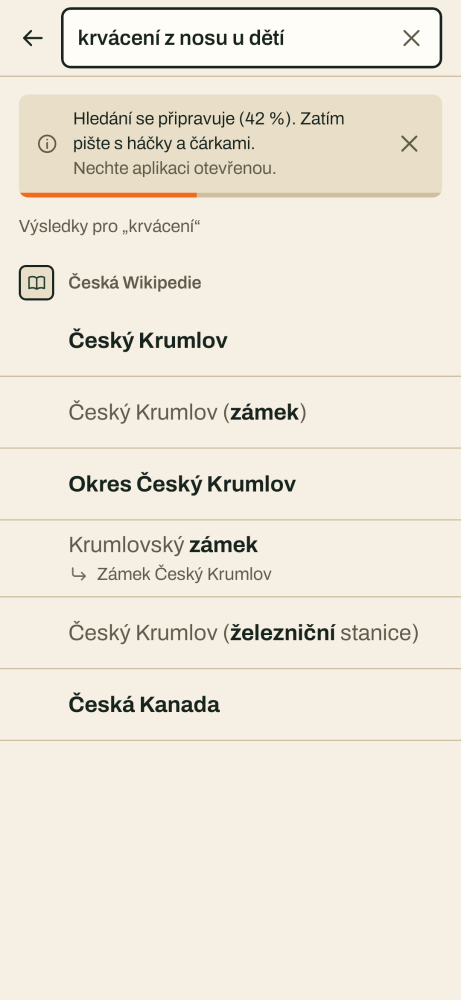 krvácení z nosu u dětí
Hledání se připravuje (42 %). Zatím
pište s háčky a čárkami.
Nechte aplikaci otevřenou.
Výsledky pro „krvácení“
Česká Wikipedie
Český Krumlov
Český Krumlov (zámek)
Okres Český Krumlov
Krumlovský zámek
Zámek Český Krumlov
Český Krumlov (železniční stanice)
Česká Kanada